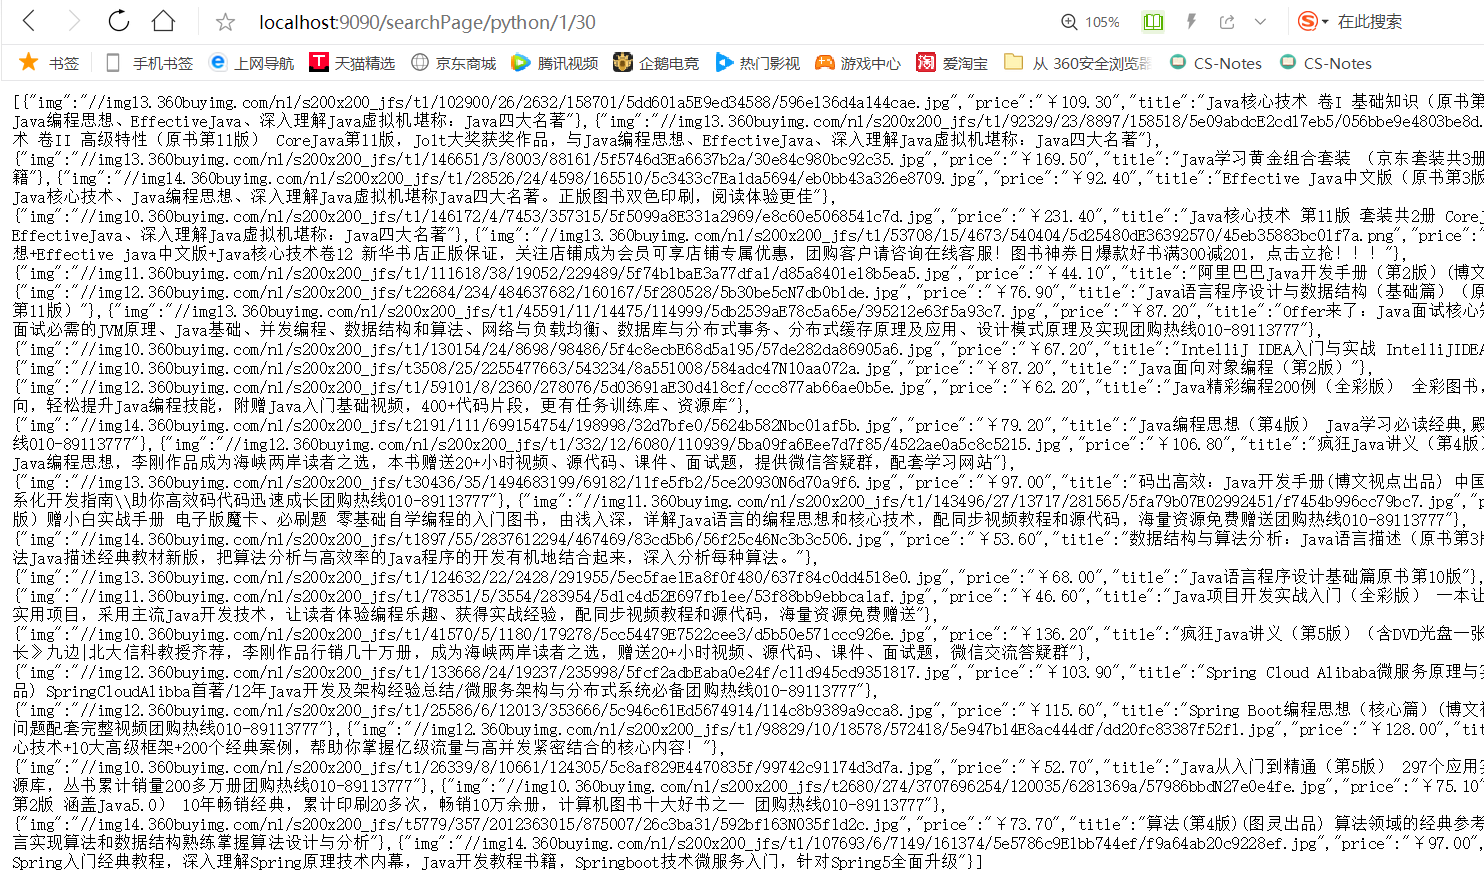 localhost:9090/searchPage/python/1/30
105%
在此搜索
书签
手机书签
上网导航
天猫精选
京东商城
腾讯视频
企鹅电竞
热门影视
游戏中心
爱淘宝
从 360安全浏览器
CS-Notes
CS-Notes
[{"img":"//img13.360buyimg.com/n1/s200x200_jfs/t1/102900/26/2632/158701/5dd601a5E9ed34588/596e136d4a144cae.jpg","price":"￥109.30","title":"Java核心技术 卷I 基础知识（原书第
Java编程思想、EffectiveJava、深入理解Java虚拟机堪称：Java四大名著"},{"img":"//img13.360buyimg.com/n1/s200x200_jfs/t1/92329/23/8897/158518/5e09abdcE2cd17eb5/056bbe9e4803be8d.
术 卷II 高级特性（原书第11版） CoreJava第11版，Jolt大奖获奖作品，与Java编程思想、EffectiveJava、深入理解Java虚拟机堪称：Java四大名著"},
{"img":"//img13.360buyimg.com/n1/s200x200_jfs/t1/146651/3/8003/88161/5f5746d3Ea6637b2a/30e84c980bc92c35.jpg","price":"￥169.50","title":"Java学习黄金组合套装 （京东套装共3册
籍"},{"img":"//img14.360buyimg.com/n1/s200x200_jfs/t1/28526/24/4598/165510/5c3433c7Ea1da5694/eb0bb43a326e8709.jpg","price":"￥92.40","title":"Effective Java中文版（原书第3版
Java核心技术、Java编程思想、深入理解Java虚拟机堪称Java四大名著。正版图书双色印刷，阅读体验更佳"},
{"img":"//img10.360buyimg.com/n1/s200x200_jfs/t1/146172/4/7453/357315/5f5099a8E331a2969/e8c60e5068541c7d.jpg","price":"￥231.40","title":"Java核心技术 第11版 套装共2册 Core
EffectiveJava、深入理解Java虚拟机堪称：Java四大名著"},{"img":"//img13.360buyimg.com/n1/s200x200_jfs/t1/53708/15/4673/540404/5d25480dE36392570/45eb35883bc01f7a.png","price":"
想+Effective java中文版+Java核心技术卷12 新华书店正版保证，关注店铺成为会员可享店铺专属优惠，团购客户请咨询在线客服！图书神券日爆款好书满300减201，点击立抢！！！"},
{"img":"//img11.360buyimg.com/n1/s200x200_jfs/t1/111618/38/19052/229489/5f74b1baE3a77dfa1/d85a8401e18b5ea5.jpg","price":"￥44.10","title":"阿里巴巴Java开发手册（第2版）(博文
{"img":"//img12.360buyimg.com/n1/s200x200_jfs/t22684/234/484637682/160167/5f280528/5b30be5cN7db0b1de.jpg","price":"￥76.90","title":"Java语言程序设计与数据结构（基础篇）（原
第11版）"},{"img":"//img10.360buyimg.com/n1/s200x200_jfs/t1/45591/11/14475/114999/5db2539aE78c5a65e/395212e63f5a93c7.jpg","price":"￥87.20","title":"Offer来了：Java面试核心
面试必需的JVM原理、Java基础、并发编程、数据结构和算法、网络与负载均衡、数据库与分布式事务、分布式缓存原理及应用、设计模式原理及实现团购热线010-89113777"},
{"img":"//img10.360buyimg.com/n1/s200x200_jfs/t1/130154/24/8698/98486/5f4c8ecbE68d5a195/57de282da86905a6.jpg","price":"￥67.20","title":"IntelliJ IDEA入门与实战 IntelliJIDEA
{"img":"//img10.360buyimg.com/n1/s200x200_jfs/t3508/25/2255477663/543234/8a551008/584adc47N10aa072a.jpg","price":"￥87.20","title":"Java面向对象编程（第2版）"},
{"img":"//img12.360buyimg.com/n1/s200x200_jfs/t1/59101/8/2360/278076/5d03691aE30d418cf/ccc877ab66ae0b5e.jpg","price":"￥62.20","title":"Java精彩编程200例（全彩版） 全彩图书，
向，轻松提升Java编程技能，附赠Java入门基础视频，400+代码片段，更有任务训练库、资源库"},
{"img":"//img14.360buyimg.com/n1/s200x200_jfs/t2191/111/699154754/198998/32d7bfe0/5624b582Nbc01af5b.jpg","price":"￥79.20","title":"Java编程思想（第4版） Java学习必读经典,殿
线010-89113777"},{"img":"//img12.360buyimg.com/n1/s200x200_jfs/t1/332/12/6080/110939/5ba09fa6Eee7d7f85/4522ae0a5c8c5215.jpg","price":"￥106.80","title":"疯狂Java讲义（第4版
Java编程思想，李刚作品成为海峡两岸读者之选，本书赠送20+小时视频、源代码、课件、面试题，提供微信答疑群，配套学习网站"},
{"img":"//img13.360buyimg.com/n1/s200x200_jfs/t30436/35/1494683199/69182/11fe5fb2/5ce20930N6d70a9f6.jpg","price":"￥97.00","title":"码出高效：Java开发手册(博文视点出品) 中国
系化开发指南\\助你高效码代码迅速成长团购热线010-89113777"},{"img":"//img11.360buyimg.com/n1/s200x200_jfs/t1/143496/27/13717/281565/5fa79b07E02992451/f7454b996cc79bc7.jpg","p
版）赠小白实战手册 电子版魔卡、必刷题 零基础自学编程的入门图书，由浅入深，详解Java语言的编程思想和核心技术，配同步视频教程和源代码，海量资源免费赠送团购热线010-89113777"},
{"img":"//img14.360buyimg.com/n1/s200x200_jfs/t1897/55/2837612294/467469/83cd5b6/56f25c46Nc3b3c506.jpg","price":"￥53.60","title":"数据结构与算法分析：Java语言描述（原书第3版
法Java描述经典教材新版，把算法分析与高效率的Java程序的开发有机地结合起来，深入分析每种算法。"},
{"img":"//img13.360buyimg.com/n1/s200x200_jfs/t1/124632/22/2428/291955/5ec5fae1Ea8f0f480/637f84c0dd4518e0.jpg","price":"￥68.00","title":"Java语言程序设计基础篇原书第10版"},
{"img":"//img11.360buyimg.com/n1/s200x200_jfs/t1/78351/5/3554/283954/5d1c4d52E697fb1ee/53f88bb9ebbca1af.jpg","price":"￥46.60","title":"Java项目开发实战入门（全彩版） 一本让
实用项目，采用主流Java开发技术，让读者体验编程乐趣、获得实战经验，配同步视频教程和源代码，海量资源免费赠送"},
{"img":"//img10.360buyimg.com/n1/s200x200_jfs/t1/41570/5/1180/179278/5cc54479E7522cee3/d5b50e571ccc926e.jpg","price":"￥136.20","title":"疯狂Java讲义（第5版）（含DVD光盘一张
长》九边|北大信科教授齐荐，李刚作品行销几十万册，成为海峡两岸读者之选，赠送20+小时视频、源代码、课件、面试题，微信交流答疑群"},
{"img":"//img12.360buyimg.com/n1/s200x200_jfs/t1/133668/24/19237/235998/5fcf2adbEaba0e24f/c11d945cd9351817.jpg","price":"￥103.90","title":"Spring Cloud Alibaba微服务原理与
品）SpringCloudAlibba首著/12年Java开发及架构经验总结/微服务架构与分布式系统必备团购热线010-89113777"},
{"img":"//img12.360buyimg.com/n1/s200x200_jfs/t1/25586/6/12013/353666/5c946c61Ed5674914/114c8b9389a9cca8.jpg","price":"￥115.60","title":"Spring Boot编程思想（核心篇）(博文视
问题配套完整视频团购热线010-89113777"},{"img":"//img12.360buyimg.com/n1/s200x200_jfs/t1/98829/10/18578/572418/5e947b14E8ac444df/dd20fc83387f52f1.jpg","price":"￥128.00","tit
心技术+10大高级框架+200个经典案例，帮助你掌握亿级流量与高并发紧密结合的核心内容！"},
{"img":"//img10.360buyimg.com/n1/s200x200_jfs/t1/26339/8/10661/124305/5c8af829E4470835f/99742c91174d3d7a.jpg","price":"￥52.70","title":"Java从入门到精通（第5版） 297个应用
源库，丛书累计销量200多万册团购热线010-89113777"},{"img":"//img10.360buyimg.com/n1/s200x200_jfs/t2680/274/3707696254/120035/6281369a/57986bbdN27e0e4fe.jpg","price":"￥75.10"
第2版 涵盖Java5.0） 10年畅销经典，累计印刷20多次，畅销10万余册，计算机图书十大好书之一 团购热线010-89113777"},
{"img":"//img14.360buyimg.com/n1/s200x200_jfs/t5779/357/2012363015/875007/26c3ba31/592bf163N035f1d2c.jpg","price":"￥73.70","title":"算法(第4版)(图灵出品) 算法领域的经典参考
言实现算法和数据结构熟练掌握算法设计与分析"},{"img":"//img14.360buyimg.com/n1/s200x200_jfs/t1/107693/6/7149/161374/5e5786c9E1bb744ef/f9a64ab20c9228ef.jpg","price":"￥97.00",
Spring入门经典教程，深入理解Spring原理技术内幕，Java开发教程书籍，Springboot技术微服务入门，针对Spring5全面升级"}]